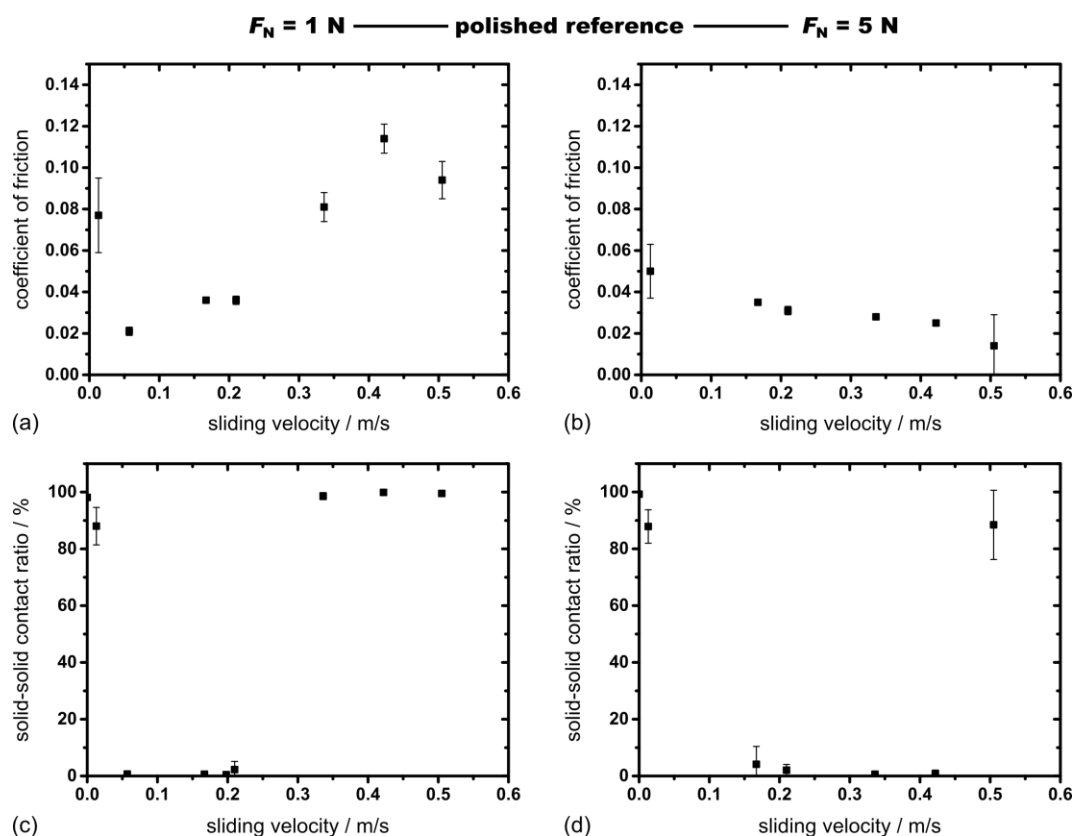 F_N = 1 N polished reference F_N = 5 N
0.14
0.12
0.10
0.08
0.06
0.04
0.02
0.00
coefficient of friction
0.0 0.1 0.2 0.3 0.4 0.5 0.6
(a) sliding velocity / m/s
0.14
0.12
0.10
0.08
0.06
0.04
0.02
0.00
coefficient of friction
0.0 0.1 0.2 0.3 0.4 0.5 0.6
(b) sliding velocity / m/s
100
80
60
40
20
0
solid-solid contact ratio / %
0.0 0.1 0.2 0.3 0.4 0.5 0.6
(c) sliding velocity / m/s
100
80
60
40
20
0
solid-solid contact ratio / %
0.0 0.1 0.2 0.3 0.4 0.5 0.6
(d) sliding velocity / m/s